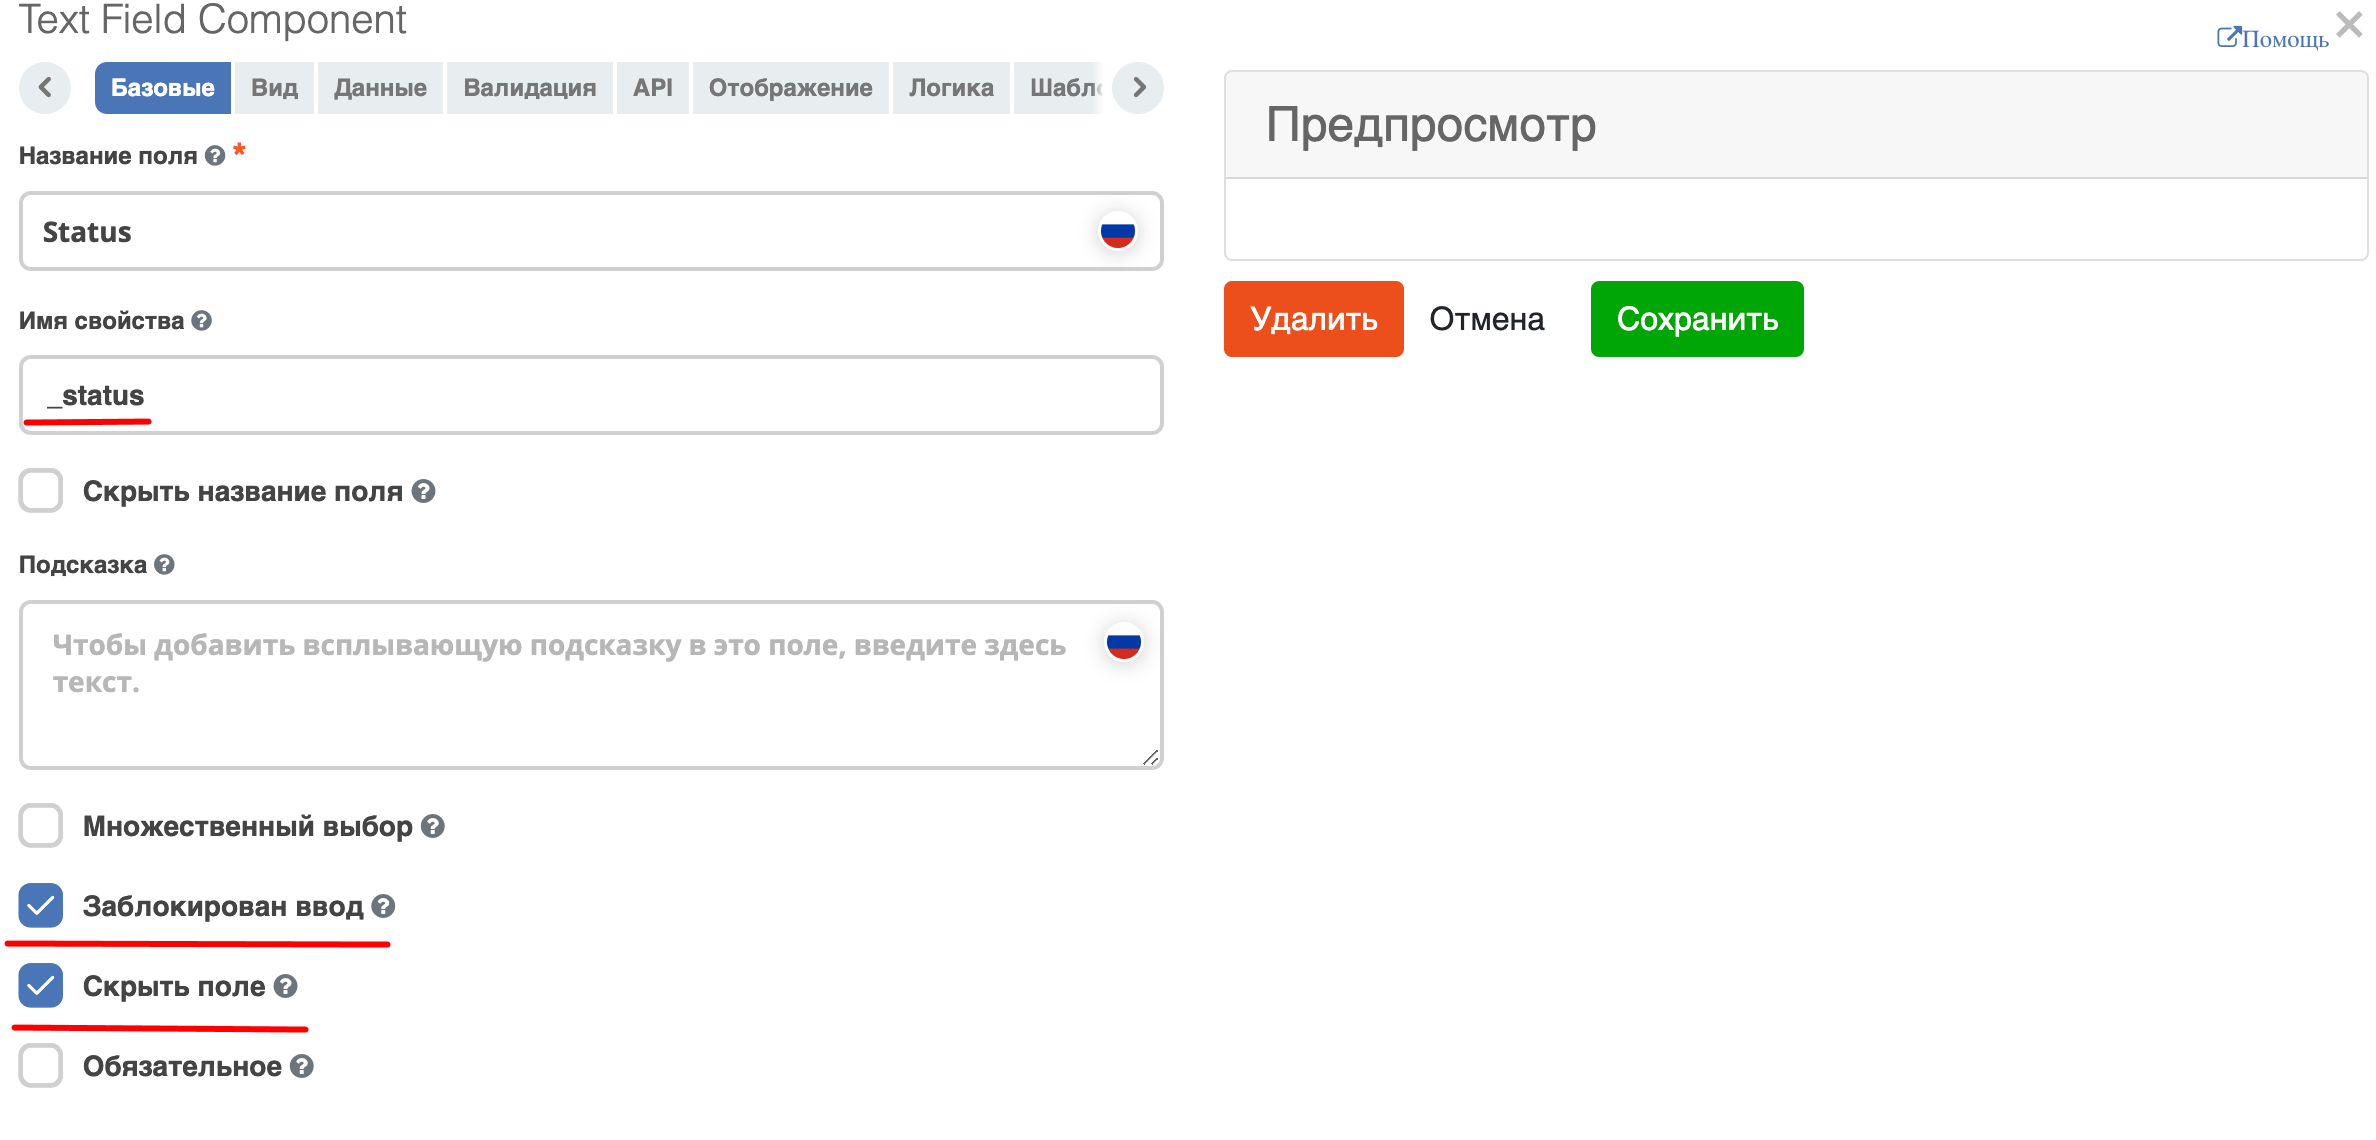 Text Field Component
Помощь
Базовые Вид Данные Валидация API Отображение Логика
Название поля *
Status
Имя свойства
_status
Скрыть название поля
Подсказка
Чтобы добавить всплывающую подсказку в это поле, введите здесь
текст.
Множественный выбор
Заблокирован ввод
Скрыть поле
Обязательное
Предпросмотр
Удалить Отмена Сохранить